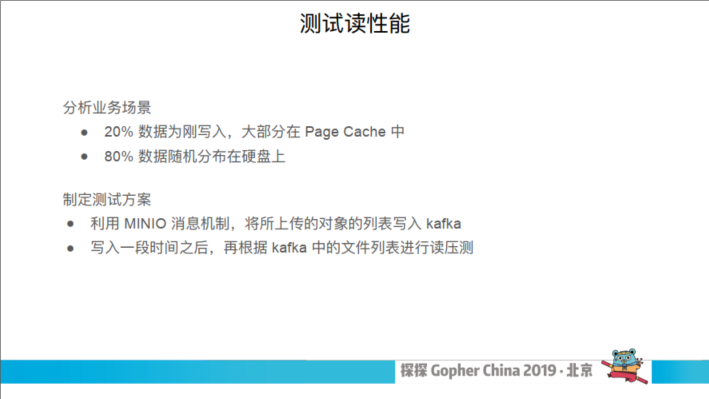 测试读性能
分析业务场景
● 20% 数据为刚写入，大部分在 Page Cache 中
● 80% 数据随机分布在硬盘上
制定测试方案
● 利用 MINIO 消息机制，将所上传的对象的列表写入 kafka
● 写入一段时间之后，再根据 kafka 中的文件列表进行读压测
探探 Gopher China 2019 · 北京